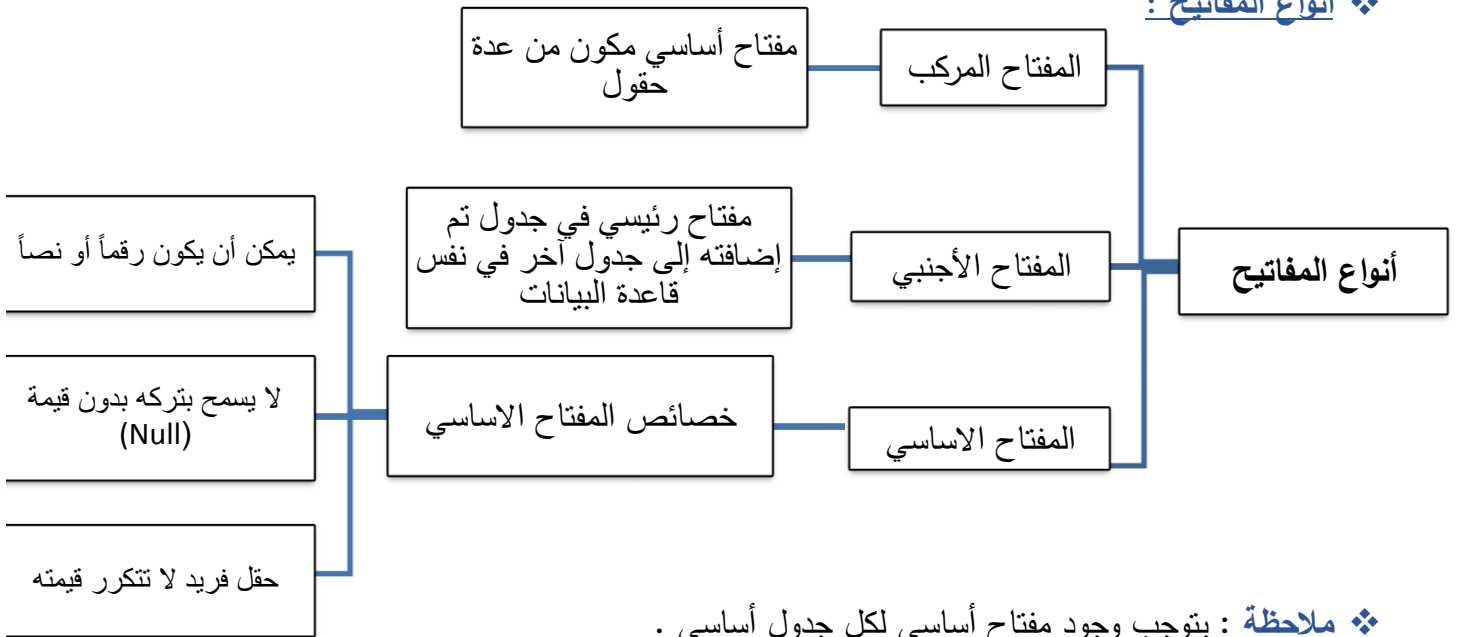 ❖ أنواع المفاتيح :
أنواع المفاتيح
المفتاح المركب
مفتاح أساسي مكون من عدة
حقول
المفتاح الأجنبي
مفتاح رئيسي في جدول تم
إضافته إلى جدول آخر في نفس
قاعدة البيانات
المفتاح الاساسي
خصائص المفتاح الاساسي
يمكن أن يكون رقماً أو نصاً
لا يسمح بتركه بدون قيمة
(Null)
حقل فريد لا تتكرر قيمته
❖ ملاحظة : يتوجب وجود مفتاح أساسي لكل جدول أساسي .